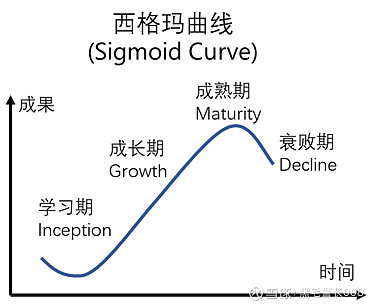 西格玛曲线
(Sigmoid Curve)
成果
成熟期
Maturity
成长期
Growth
衰败期
Decline
学习期
Inception
时间